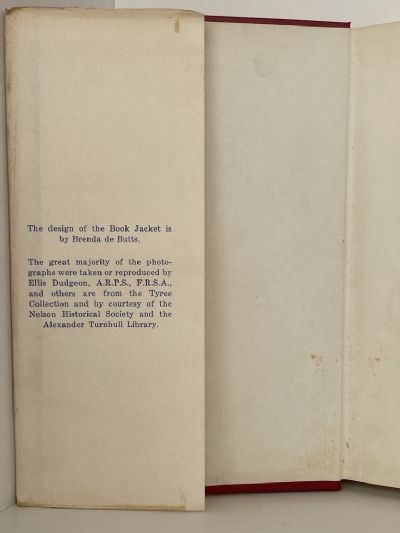 The design of the Book Jacket is
by Brenda de Butts.
The great majority of the photo-
graphs were taken or reproduced by
Ellis Dudgeon, A.R.P.S., F.R.S.A.,
and others are from the Tyree
Collection and by courtesy of the
Nelson Historical Society and the
Alexander Turnbull Library.